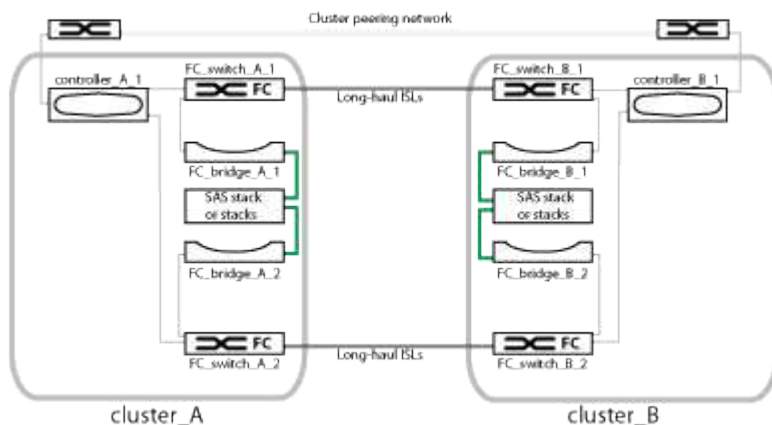 Cluster peering network
FC_switch_A_1
FC_switch_B_1
controller_A_1
controller_B_1
FC
FC
Long-haul ISLs
FC_bridge_A_1
FC_bridge_B_1
SAS stack
or stacks
SAS stack
or stacks
FC_bridge_A_2
FC_bridge_B_2
FC
FC
Long-haul ISLs
FC_switch_A_2
FC_switch_B_2
cluster_A
cluster_B